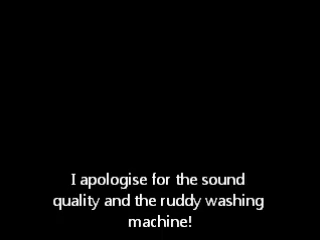 I apologise for the sound
quality and the ruddy washing
machine!